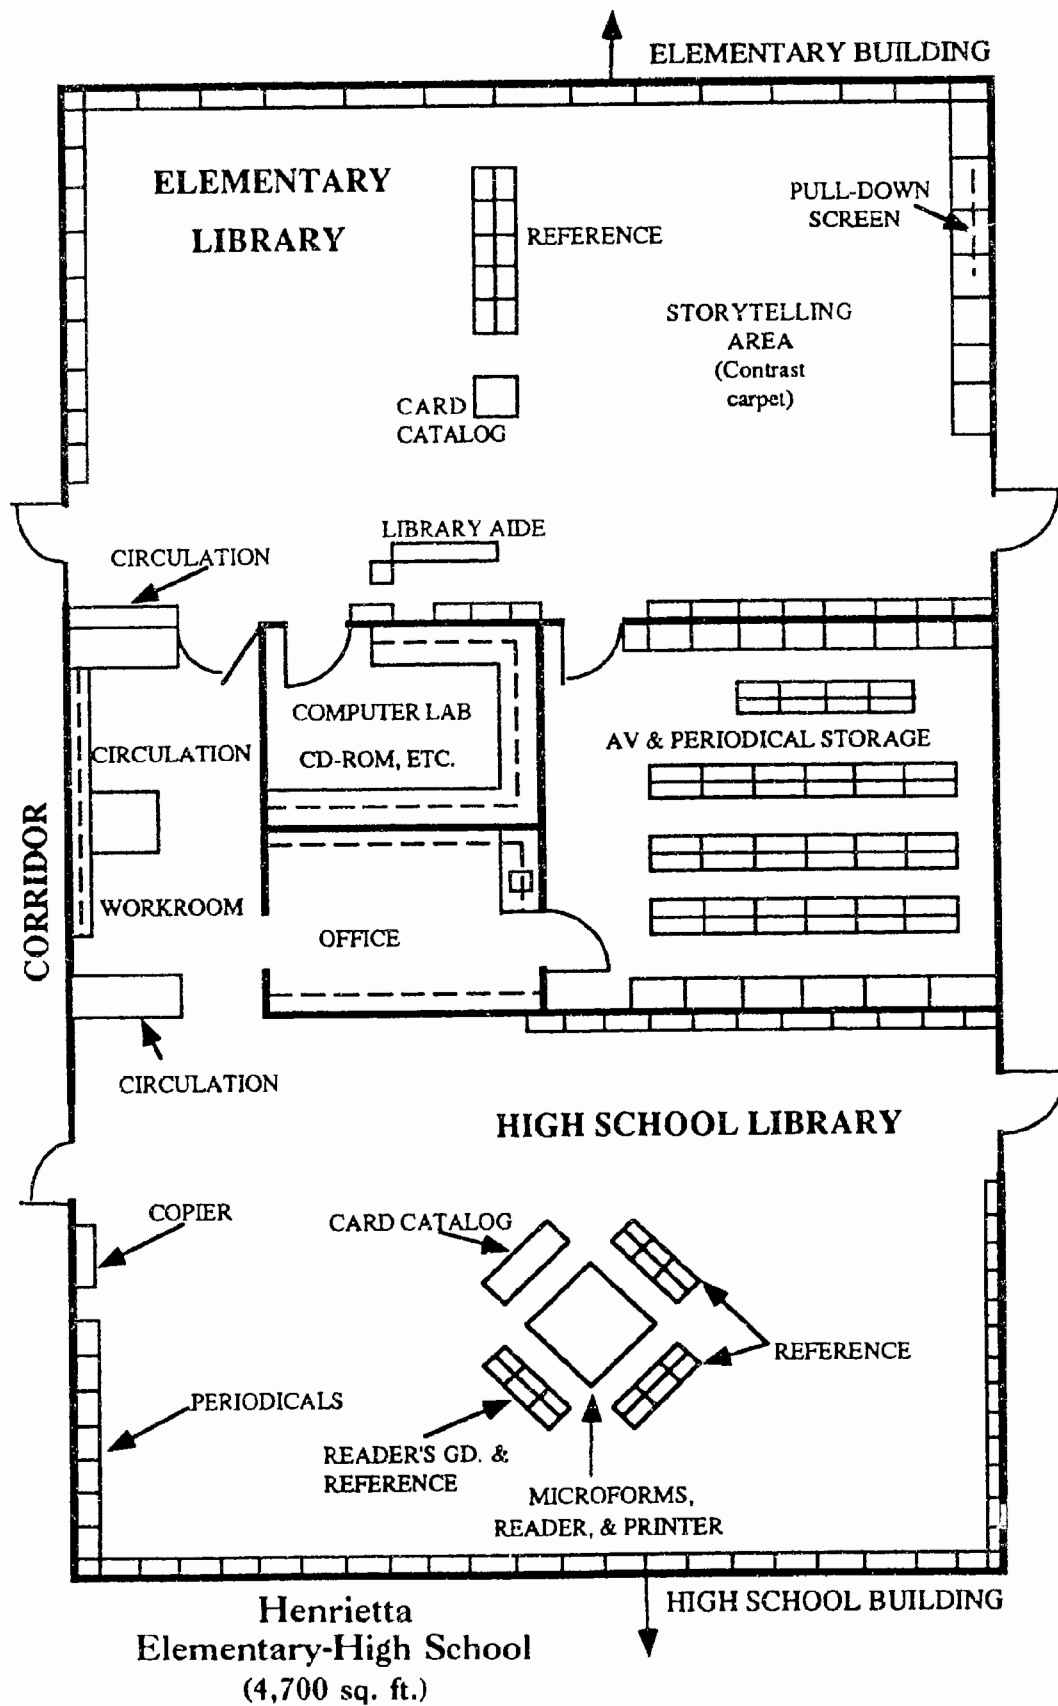 ELEMENTARY BUILDING
ELEMENTARY
LIBRARY
PULL-DOWN
SCREEN
REFERENCE
STORYTELLING
AREA
(Contrast
carpet)
CARD
CATALOG
LIBRARY AIDE
CIRCULATION
COMPUTER LAB
CD-ROM, ETC.
CIRCULATION
AV & PERIODICAL STORAGE
CORRIDOR
WORKROOM
OFFICE
CIRCULATION
HIGH SCHOOL LIBRARY
COPIER
CARD CATALOG
REFERENCE
PERIODICALS
READER'S GD. &
REFERENCE
MICROFORMS,
READER, & PRINTER
HIGH SCHOOL BUILDING
Henrietta
Elementary-High School
(4,700 sq. ft.)